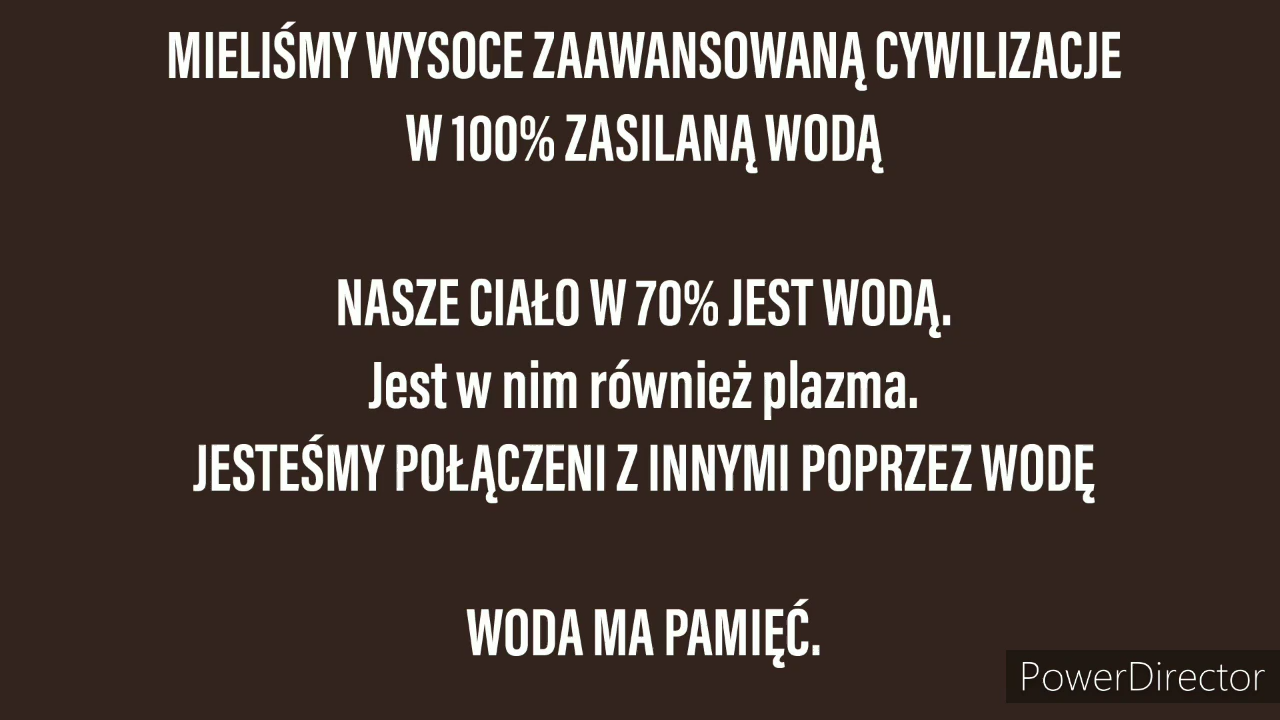 MIELIŚMY WYSOCE ZAAWANSOWANĄ CYWILIZACJE
W 100% ZASILANĄ WODĄ
NASZE CIAŁO W 70% JEST WODĄ.
Jest w nim również plazma.
JESTEŚMY POŁĄCZENI Z INNYMI POPRZEZ WODĘ
WODA MA PAMIĘĆ.
PowerDirector